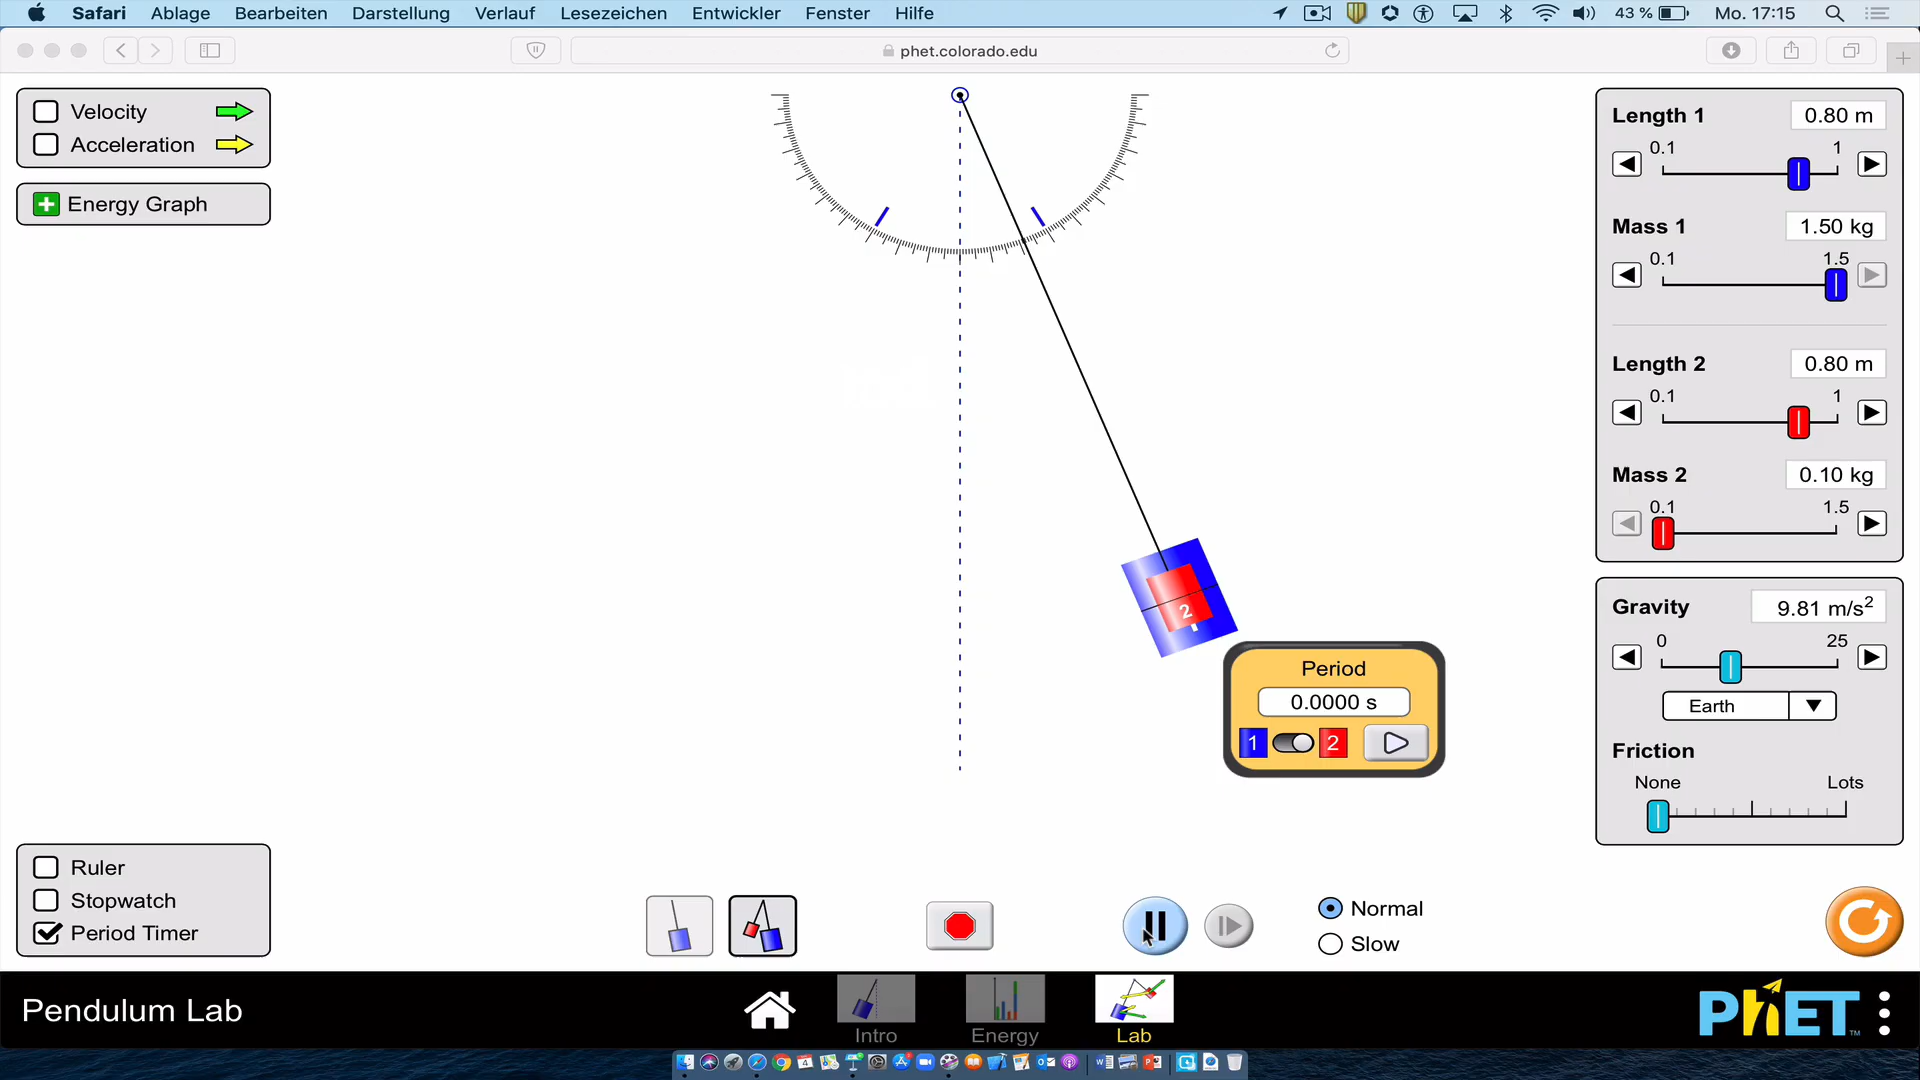 Safari Ablage Bearbeiten Darstellung Verlauf Lesezeichen Entwickler Fenster Hilfe 43 % Mo. 17:15
phet.colorado.edu
Velocity
Acceleration
Energy Graph
Length 1 0.80 m
0.1 1
Mass 1 1.50 kg
0.1 1.5
Length 2 0.80 m
0.1 1
Mass 2 0.10 kg
0.1 1.5
2
Gravity 9.81 m/s²
0 25
Earth
Friction
None Lots
Period
0.0000 s
1 2
Ruler
Stopwatch
Period Timer
Normal
Slow
Pendulum Lab
Intro Energy Lab
PhET